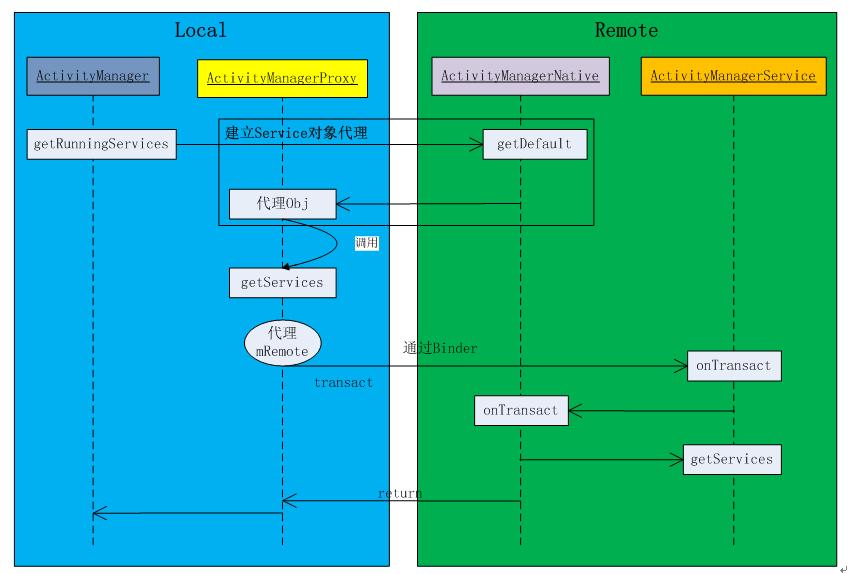 Local
Remote
ActivityManager
ActivityManagerProxy
ActivityManagerNative
ActivityManagerService
建立Service对象代理
getRunningServices
getDefault
代理Obj
调用
getServices
代理
mRemote
通过Binder
transact
onTransact
onTransact
getServices
return